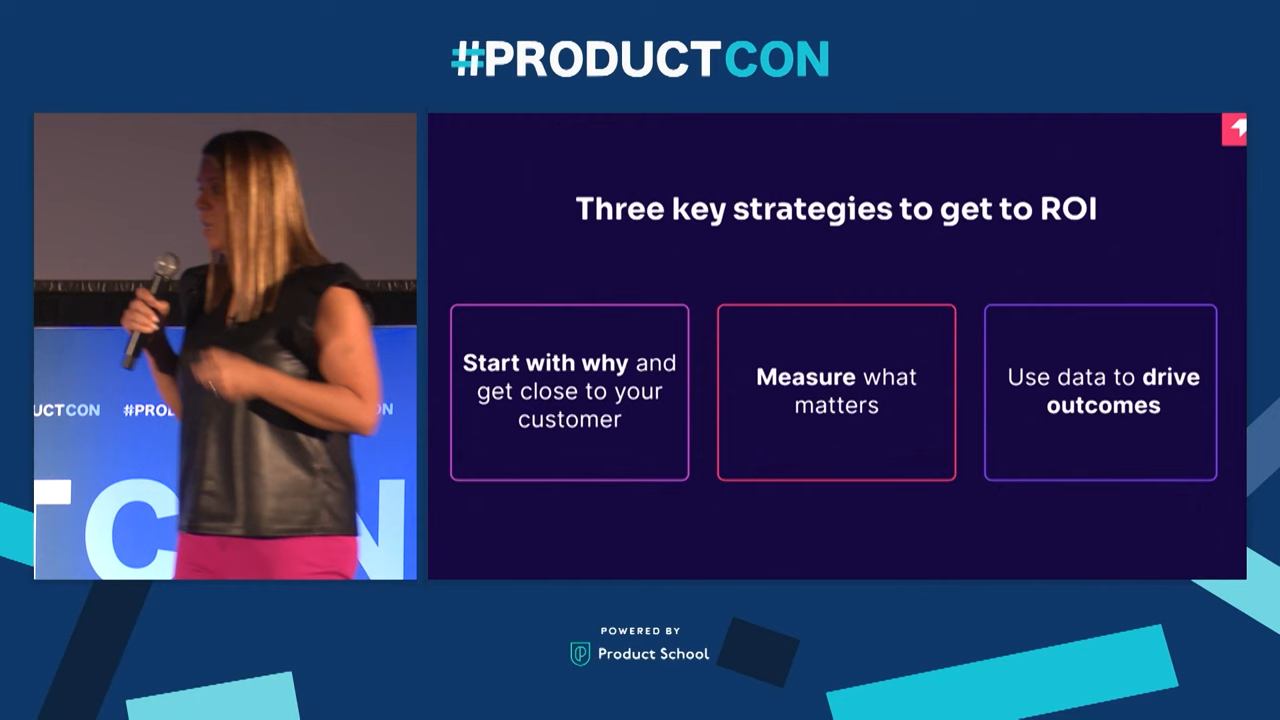 #PRODUCTCON
Three key strategies to get to ROI
Start with why and
get close to your
customer
Measure what
matters
Use data to drive
outcomes
UCTCON #PROD ON
T CON
POWERED BY
Product School